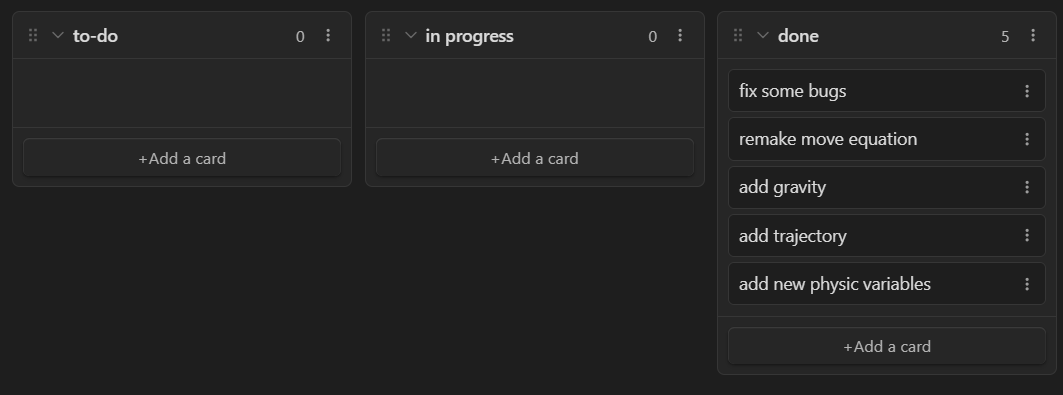 to-do 0
+Add a card
in progress 0
+Add a card
done 5
fix some bugs
remake move equation
add gravity
add trajectory
add new physic variables
+Add a card